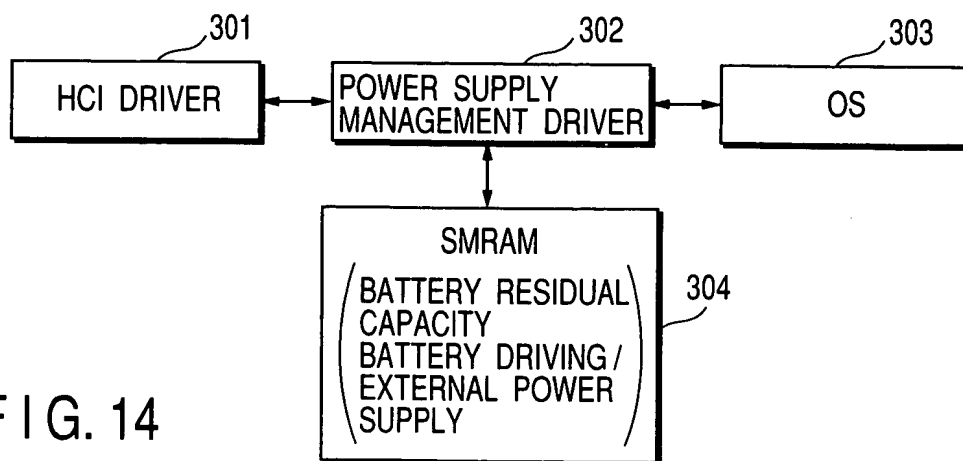 301
302
303
HCI DRIVER
POWER SUPPLY
MANAGEMENT DRIVER
OS
SMRAM
BATTERY RESIDUAL
CAPACITY
BATTERY DRIVING/
EXTERNAL POWER
SUPPLY
304
FIG. 14